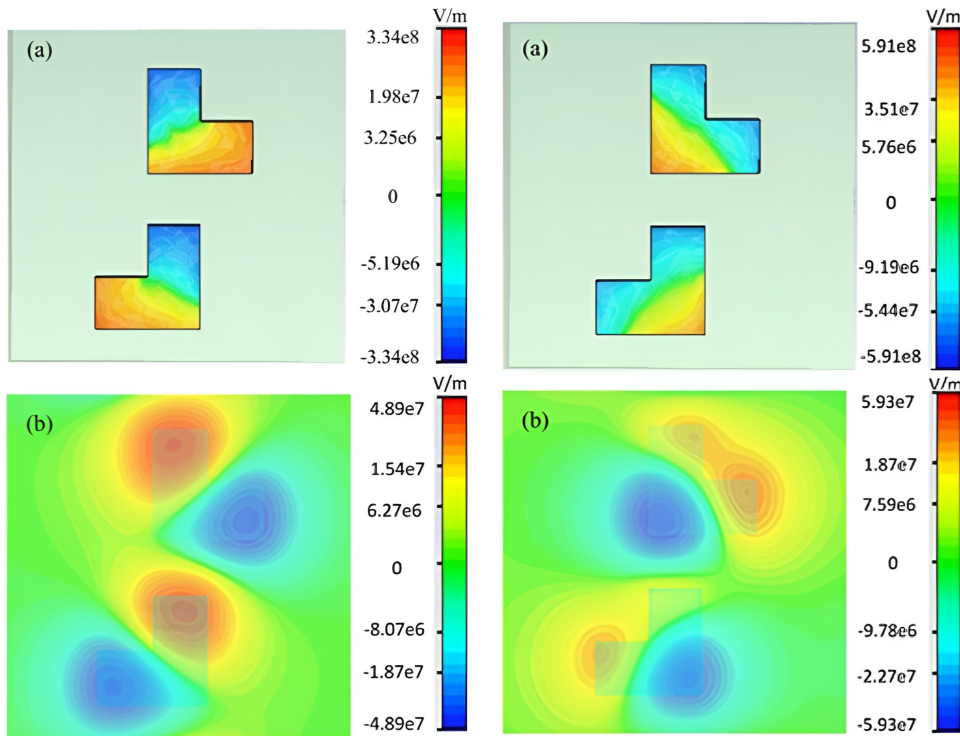 (a)
V/m
3.34e8
1.98e7
3.25e6
0
-5.19e6
-3.07e7
-3.34e8
(a)
V/m
5.91e8
3.51e7
5.76e6
0
-9.19e6
-5.44e7
-5.91e8
(b)
V/m
4.89e7
1.54e7
6.27e6
0
-8.07e6
-1.87e7
-4.89e7
(b)
V/m
5.93e7
1.87e7
7.59e6
0
-9.78e6
-2.27e7
-5.93e7